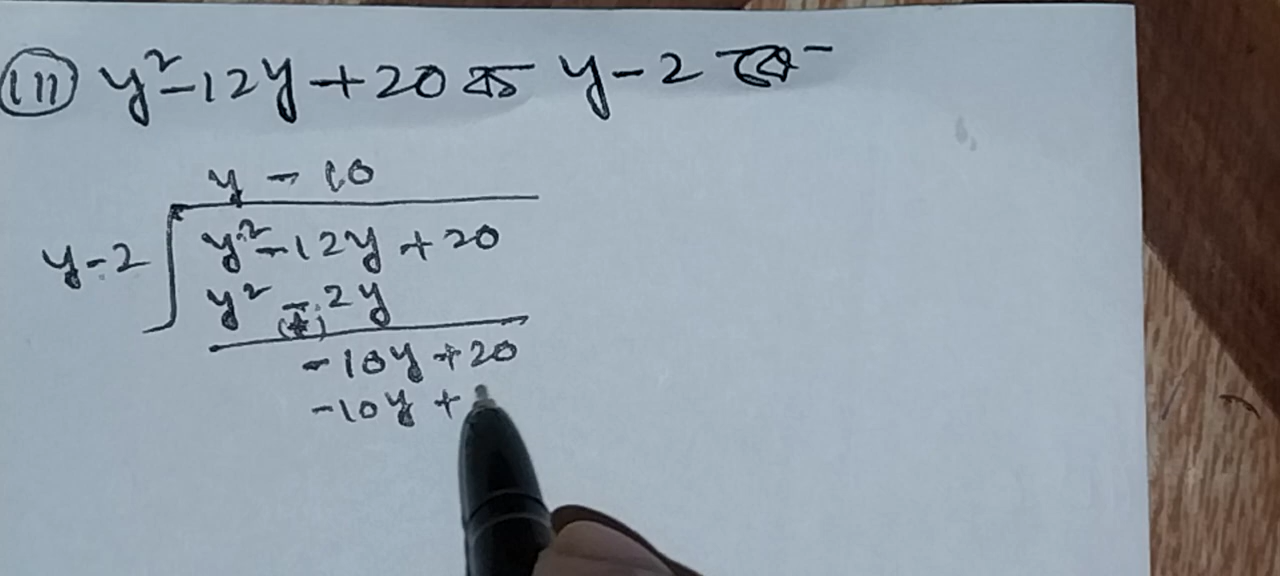 (iii) y²-12y+20 ক y-2 ৰে
y - 10
y-2 y²-12y+20
y² - 2y
(+)
-10y+20
-10y+